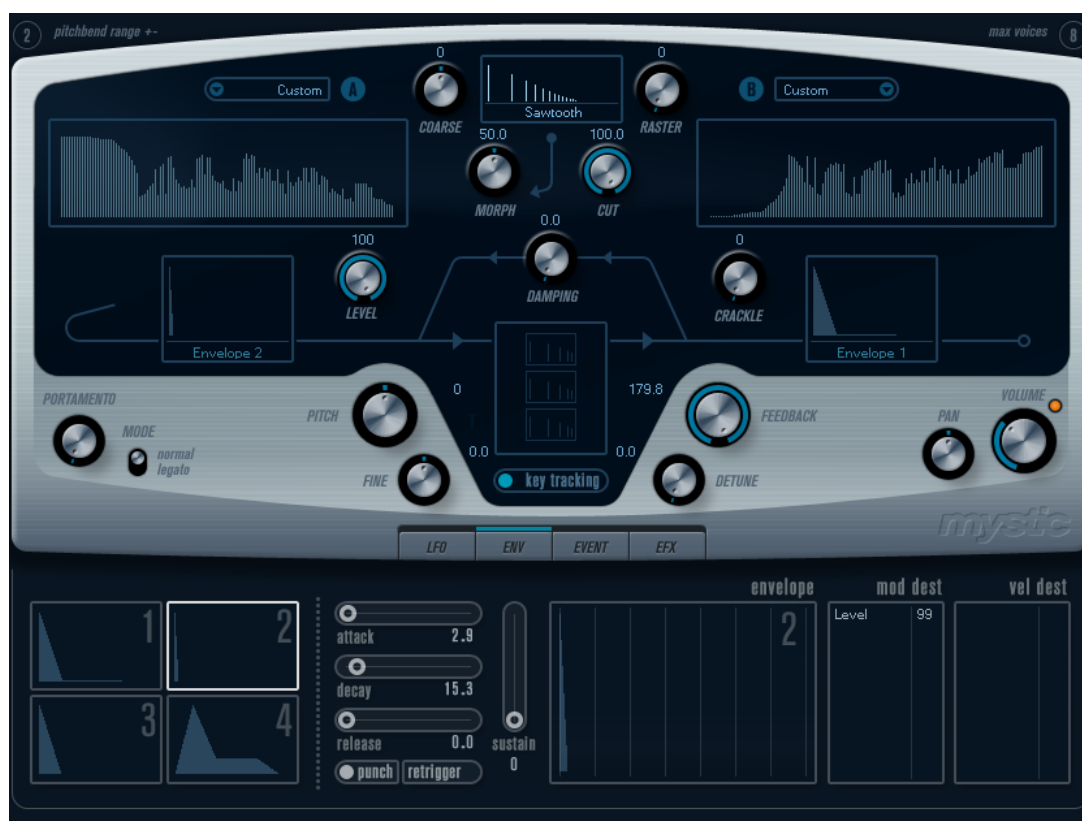 2 pitchbend range +-
max voices 8
0
0
Custom A
B Custom
COARSE
Sawtooth
RASTER
50.0
100.0
MORPH
CUT
0.0
100
0
DAMPING
LEVEL
CRACKLE
Envelope 2
Envelope 1
PORTAMENTO
0
179.8
VOLUME
PITCH
FEEDBACK
PAN
MODE
normal
legato
0.0
0.0
FINE
key tracking
DETUNE
mystic
LFO
ENV
EVENT
EFX
envelope
mod dest
vel dest
1
2
3
4
attack 2.9
decay 15.3
release 0.0
punch
retrigger
sustain
0
2
Level 99